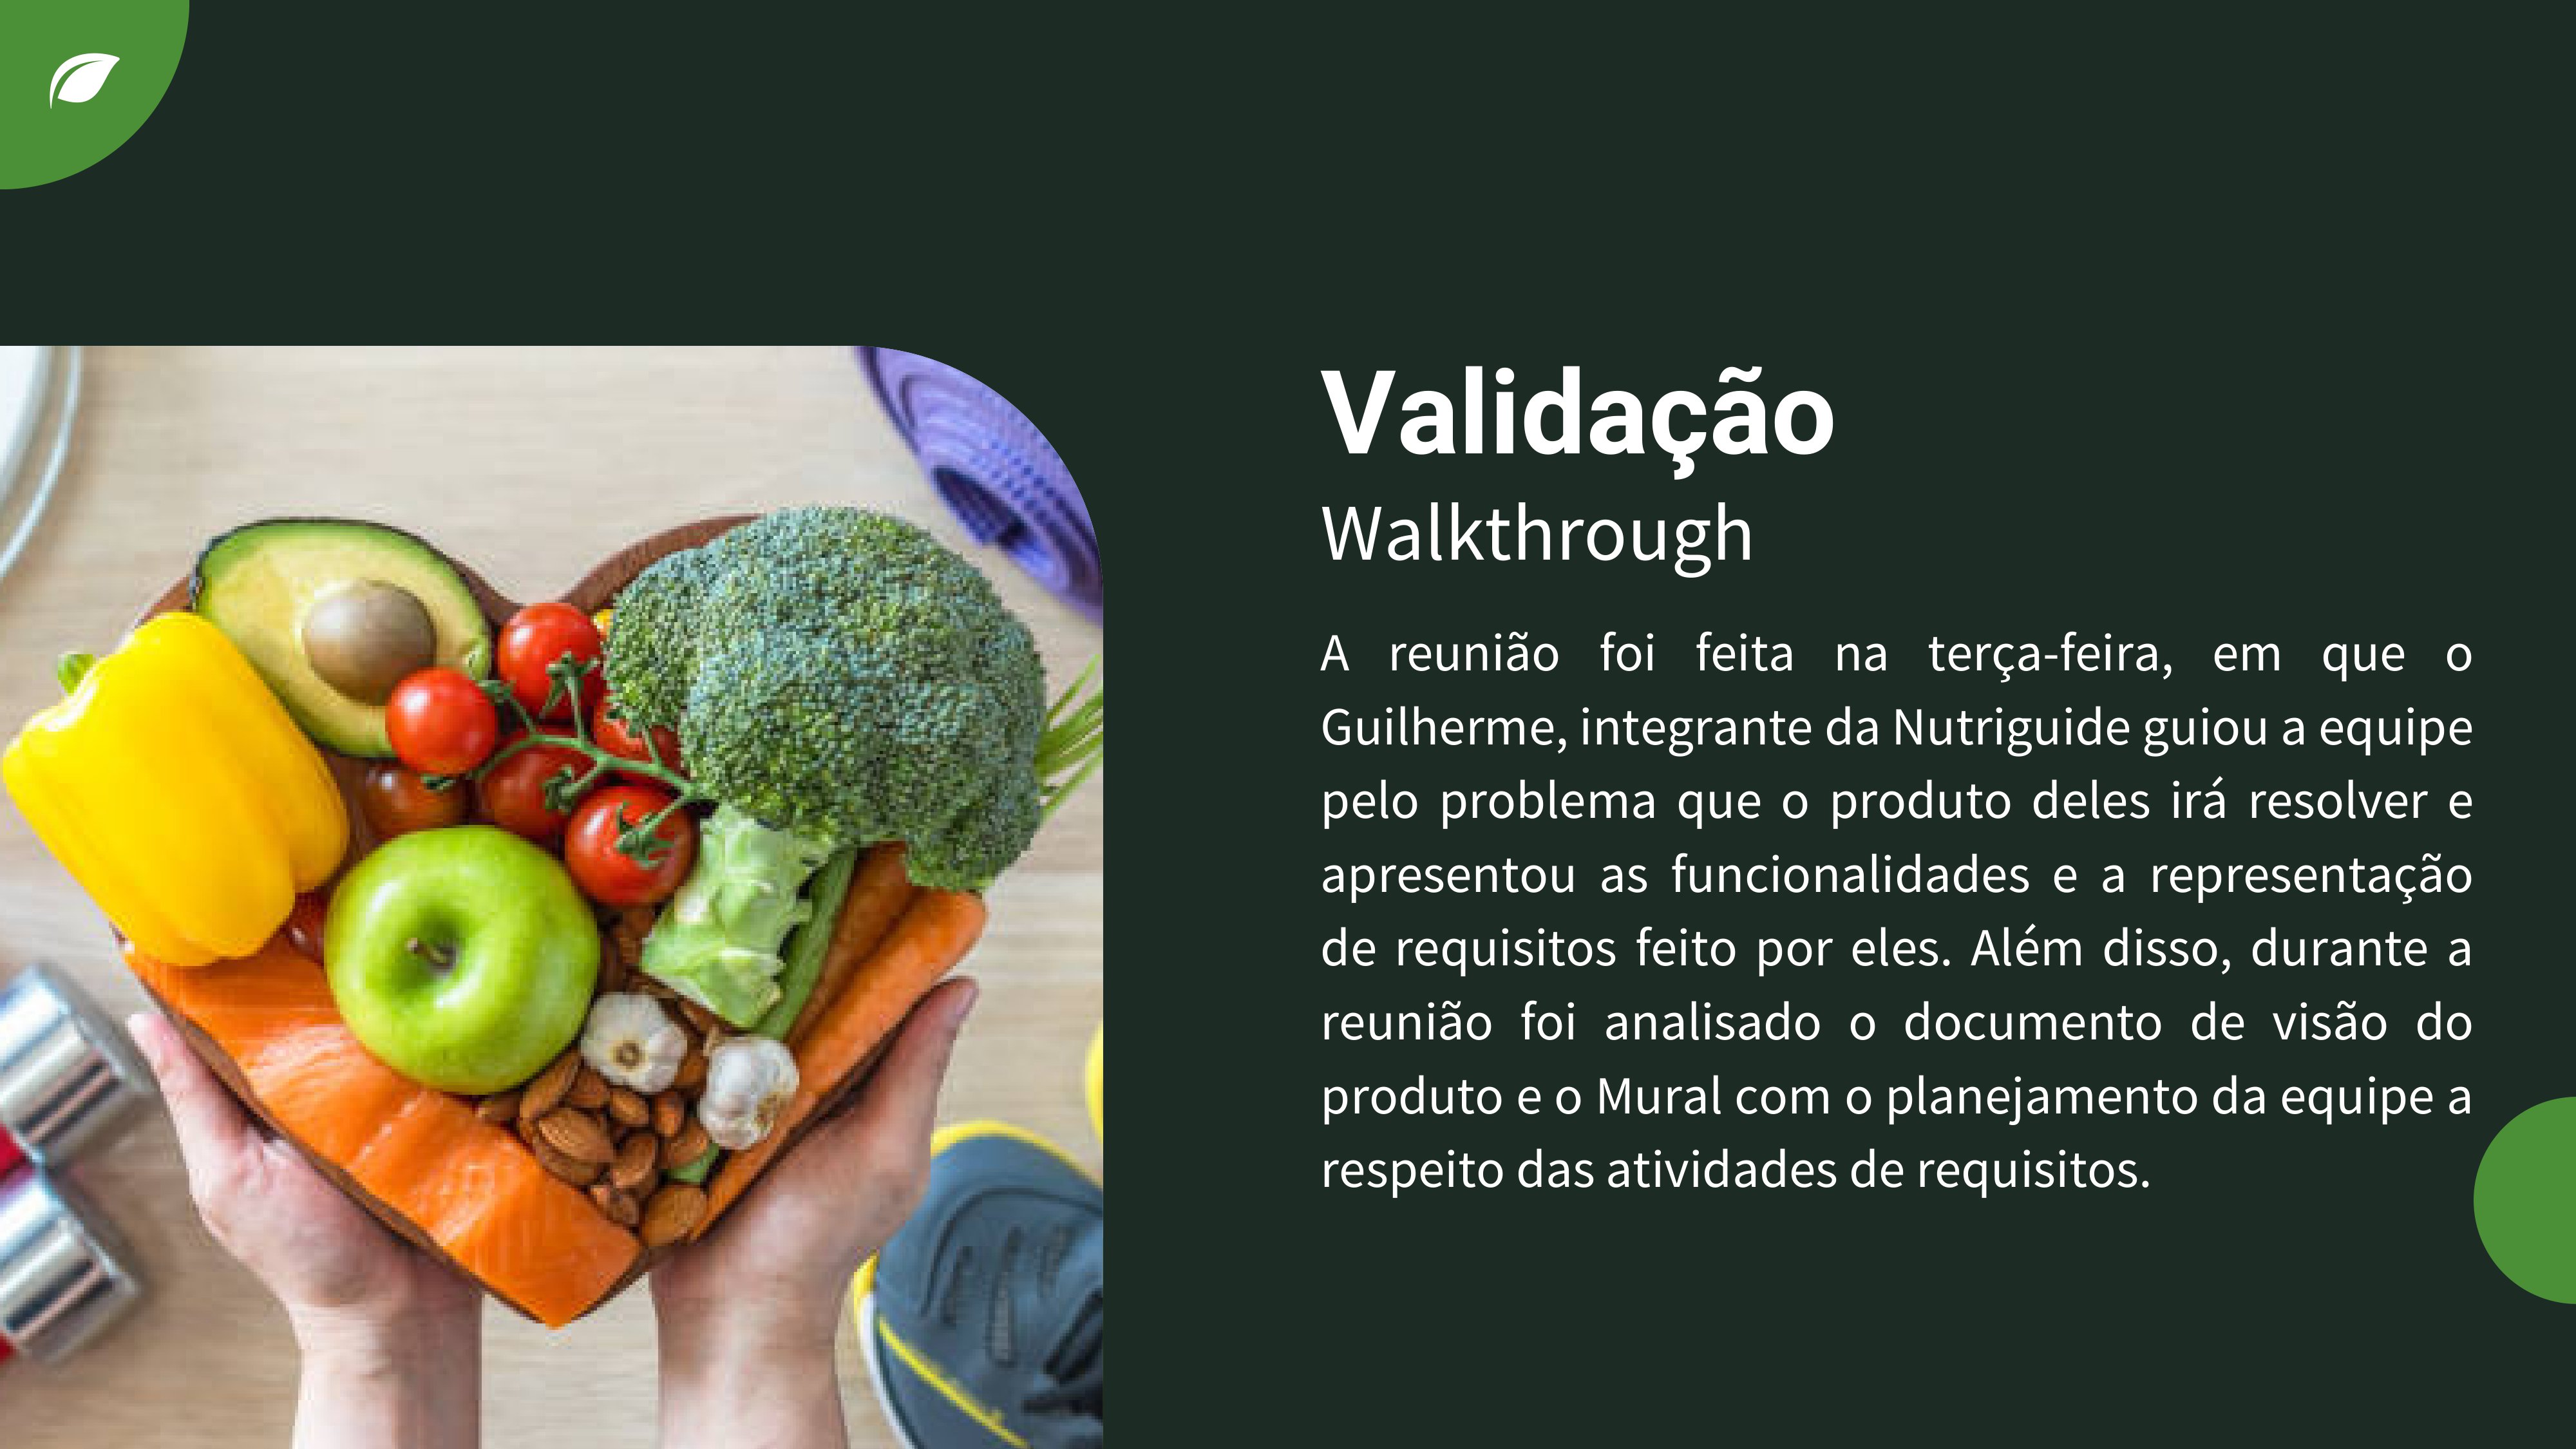 Validação
Walkthrough
A reunião foi feita na terça-feira, em que o
Guilherme, integrante da Nutriguide guiou a equipe
pelo problema que o produto deles irá resolver e
apresentou as funcionalidades e a representação
de requisitos feito por eles. Além disso, durante a
reunião foi analisado o documento de visão do
produto e o Mural com o planejamento da equipe a
respeito das atividades de requisitos.